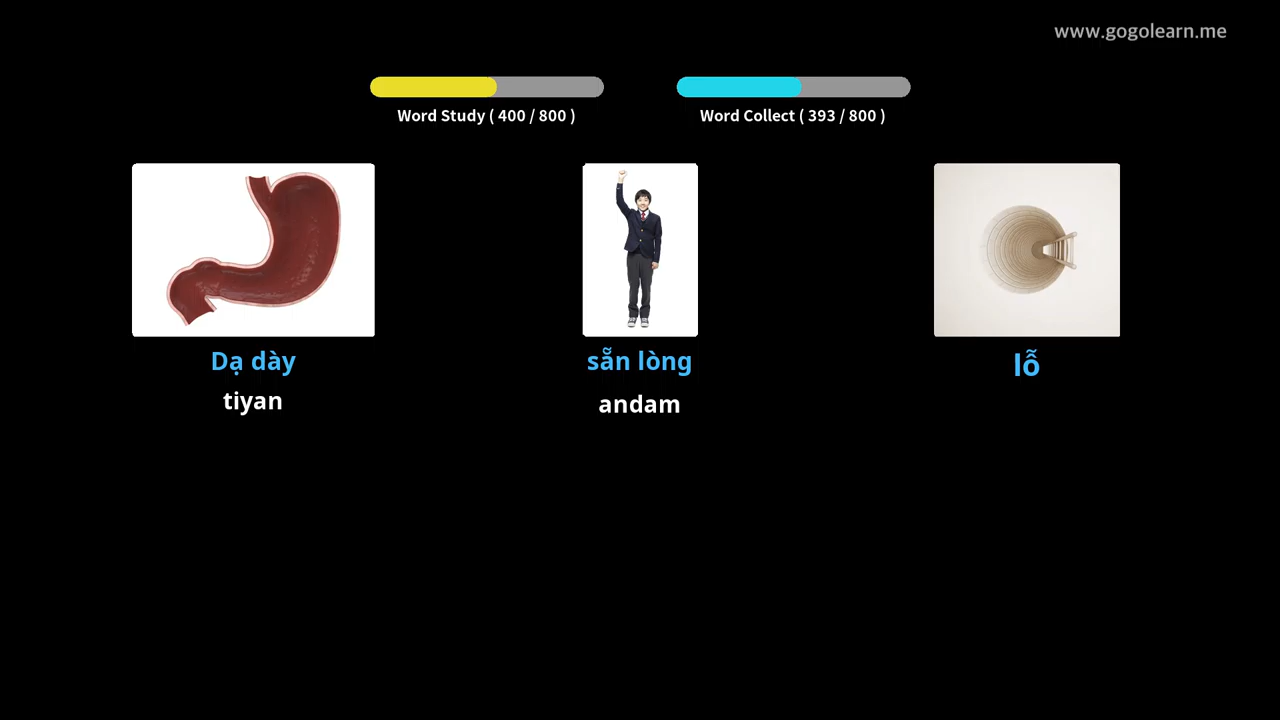 www.gogolearn.me
Word Study ( 400 / 800 )
Word Collect ( 393 / 800 )
Dạ dày
tiyan
sẵn lòng
andam
lỗ